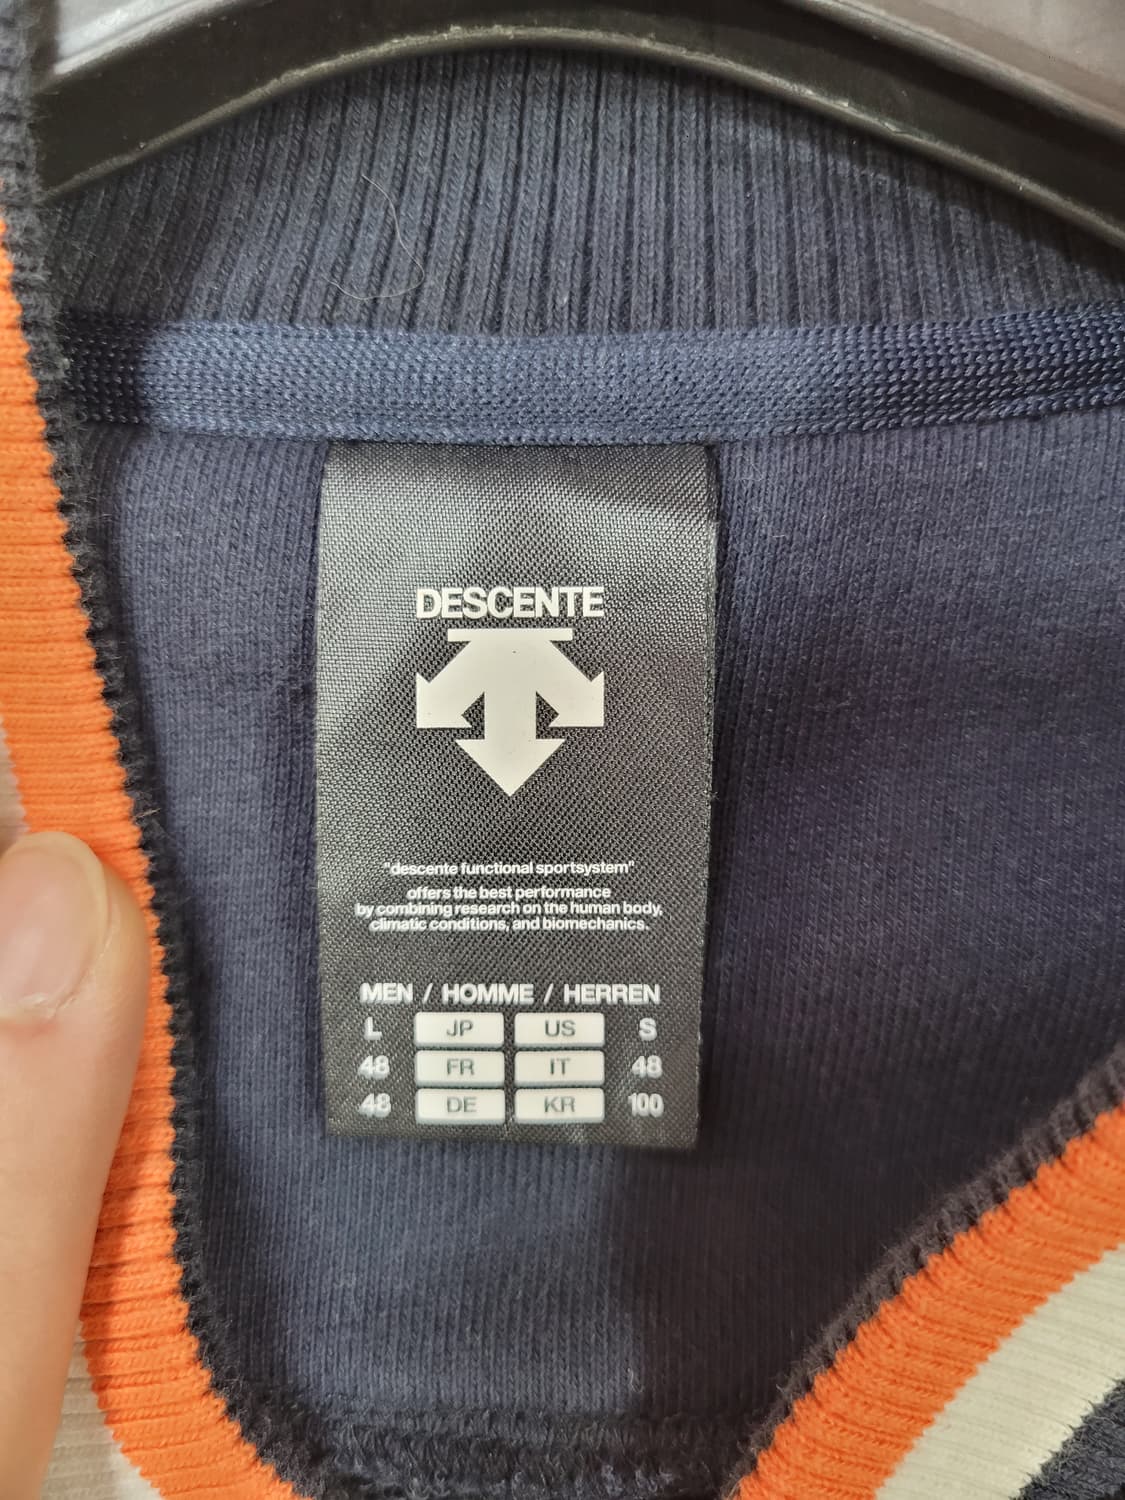 DESCENTE
"descente functional sportsystem"
offers the best performance
by combining research on the human body,
climatic conditions, and biomechanics.
MEN / HOMME / HERREN
L JP US S
48 FR IT 48
48 DE KR 100